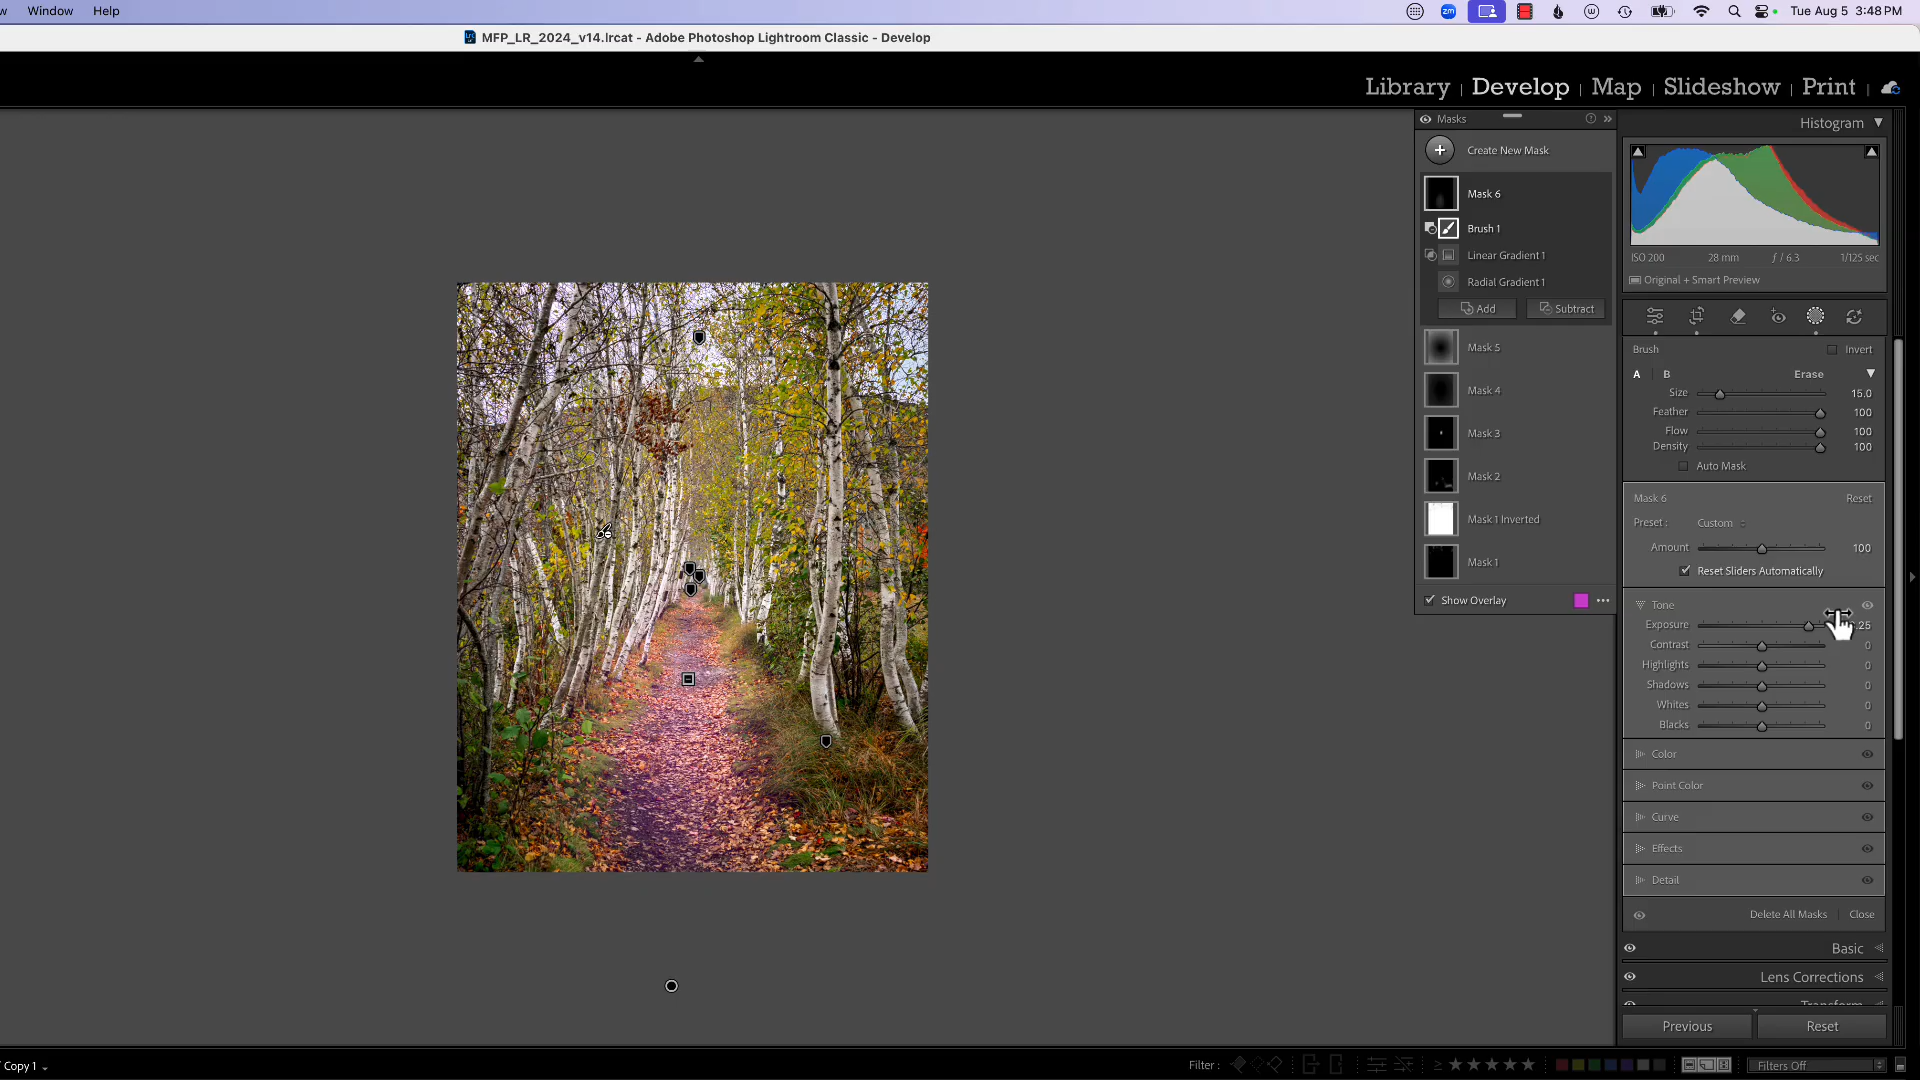 Window Help
Tue Aug 5 3:48 PM
MFP_LR_2024_v14.lrcat - Adobe Photoshop Lightroom Classic - Develop
Library | Develop | Map | Slideshow | Print |
Masks
Create New Mask
Mask 6
Brush 1
Linear Gradient 1
Radial Gradient 1
Add Subtract
Mask 5
Mask 4
Mask 3
Mask 2
Mask 1 Inverted
Mask 1
Show Overlay
Histogram
ISO 200 28 mm ƒ / 6.3 1/125 sec
Original + Smart Preview
Brush Invert
A B Erase
Size 15.0
Feather 100
Flow 100
Density 100
Auto Mask
Mask 6 Reset
Preset : Custom
Amount 100
Reset Sliders Automatically
Tone
Exposure .25
Contrast 0
Highlights 0
Shadows 0
Whites 0
Blacks 0
Color
Point Color
Curve
Effects
Detail
Delete All Masks Close
Basic
Lens Corrections
Transform
Previous Reset
Copy 1
Filter :
Filters Off